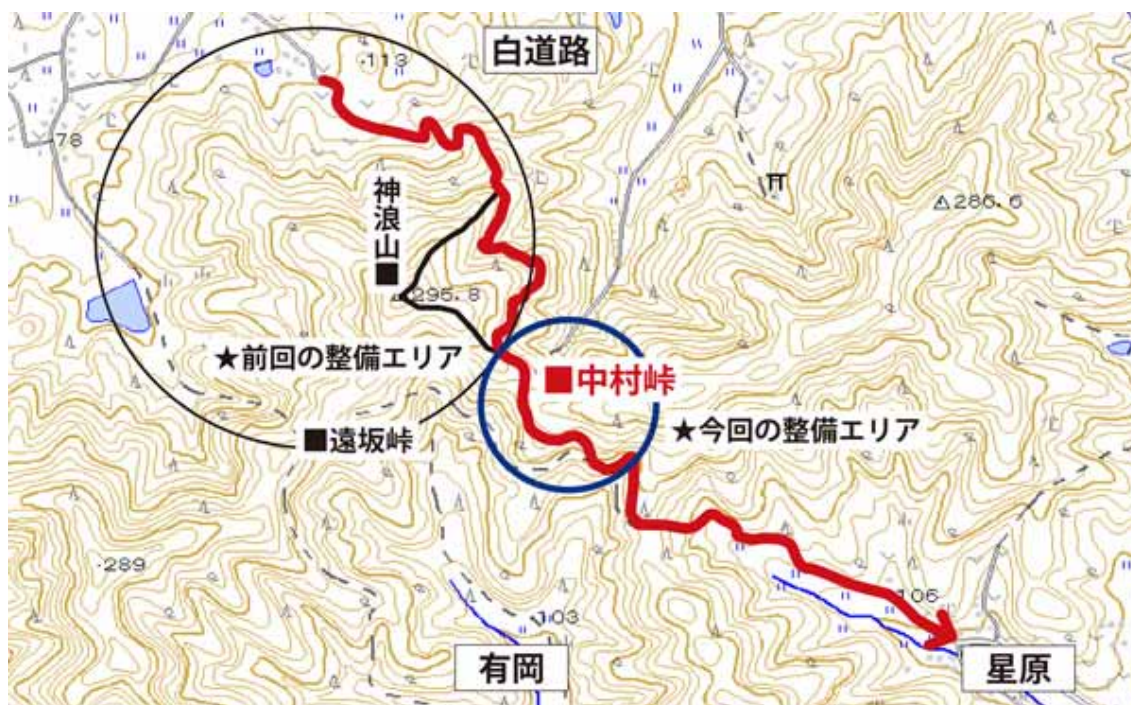 白道路
・113
78
神浪山■
△286.6
295.8
★前回の整備エリア
■中村峠
★今回の整備エリア
■遠坂峠
・289
106
・103
有岡
星原